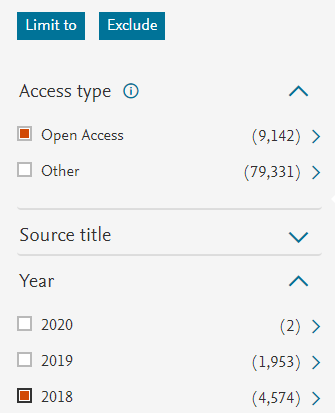 Limit to Exclude
Access type
Open Access (9,142)
Other (79,331)
Source title
Year
2020 (2)
2019 (1,953)
2018 (4,574)